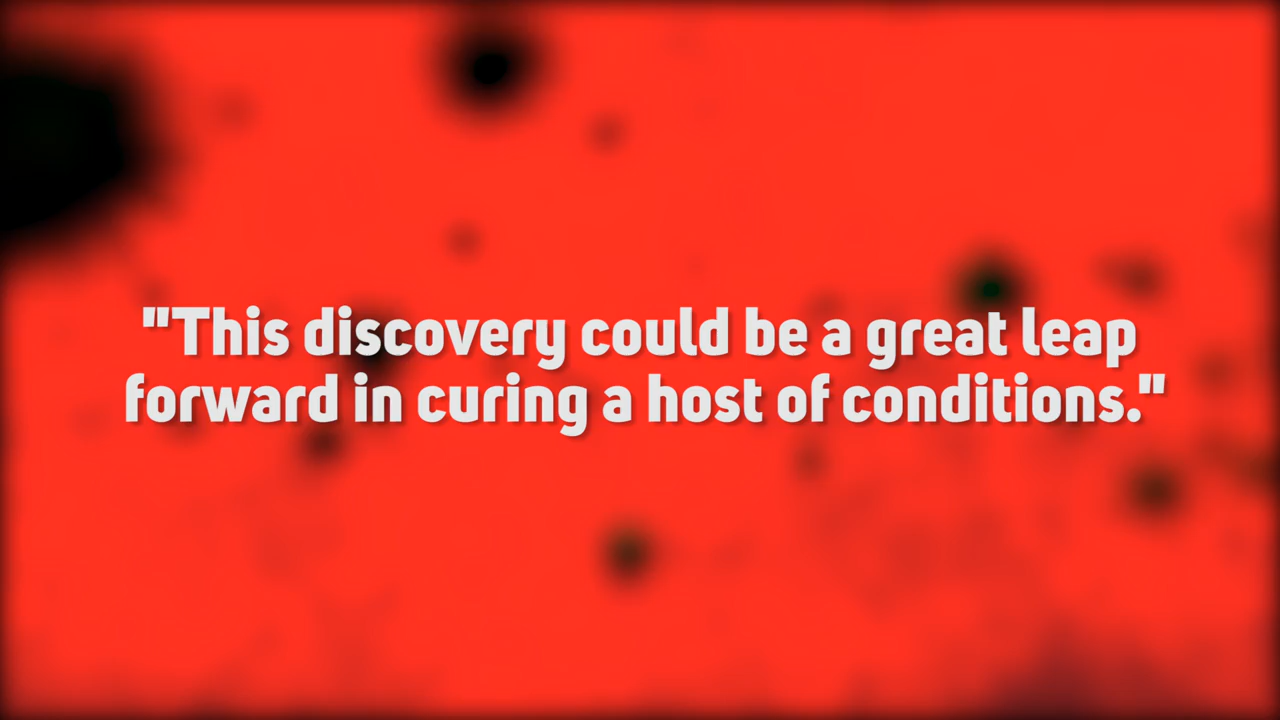 "This discovery could be a great leap
forward in curing a host of conditions."